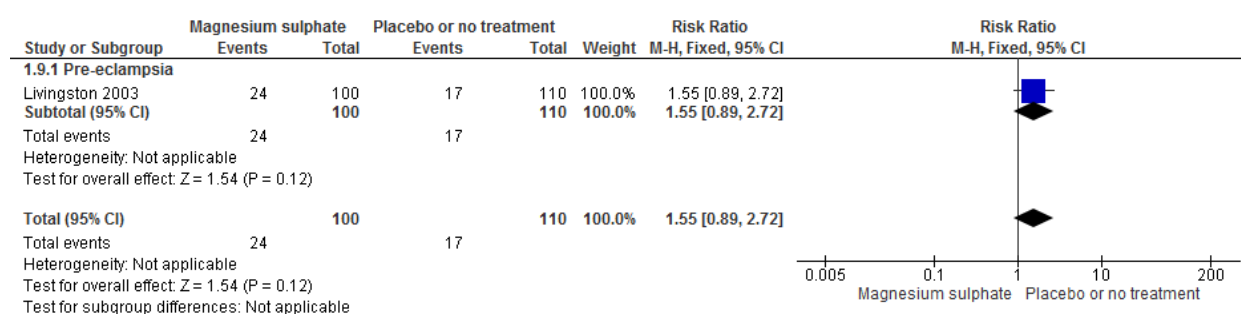 Magnesium sulphate Placebo or no treatment Risk Ratio Risk Ratio
Study or Subgroup Events Total Events Total Weight M-H, Fixed, 95% CI M-H, Fixed, 95% CI
1.9.1 Pre-eclampsia
Livingston 2003 24 100 17 110 100.0% 1.55 [0.89, 2.72]
Subtotal (95% CI) 100 110 100.0% 1.55 [0.89, 2.72]
Total events 24 17
Heterogeneity: Not applicable
Test for overall effect: Z = 1.54 (P = 0.12)
Total (95% CI) 100 110 100.0% 1.55 [0.89, 2.72]
Total events 24 17
Heterogeneity: Not applicable
Test for overall effect: Z = 1.54 (P = 0.12)
Test for subgroup differences: Not applicable
0.005 0.1 1 10 200
Magnesium sulphate Placebo or no treatment